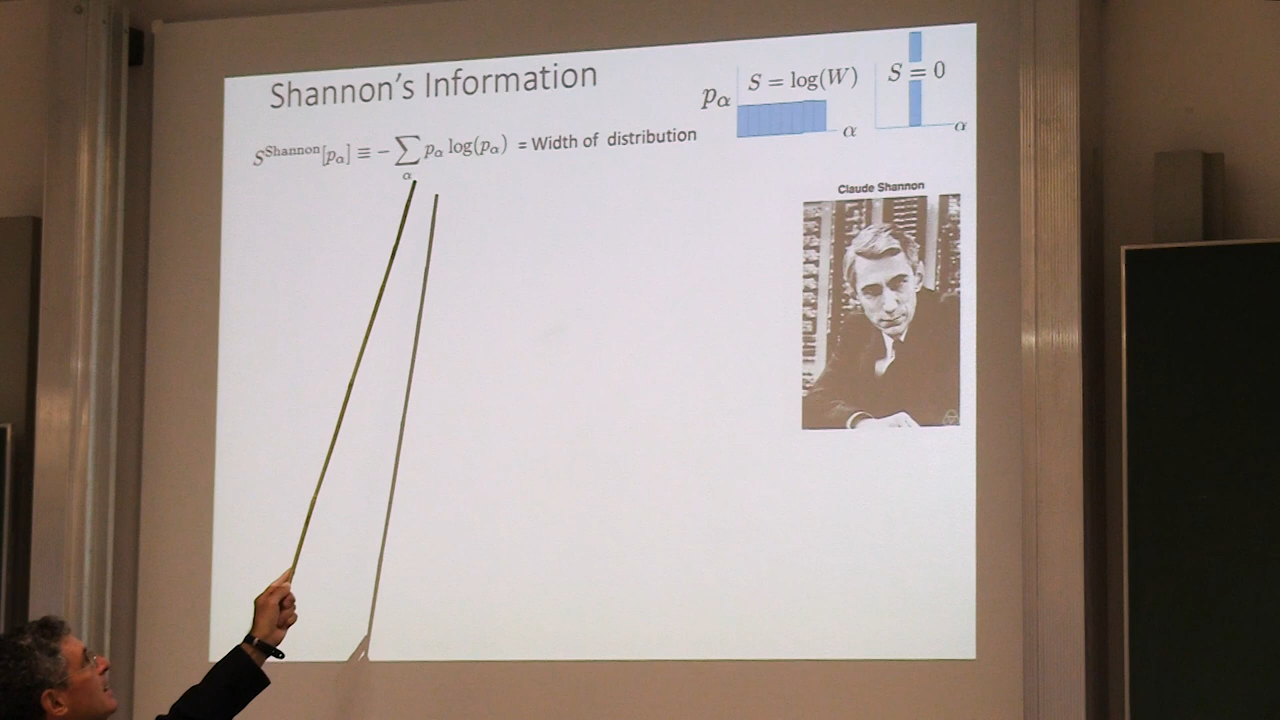 Shannon's Information
S^Shannon[p_α] ≡ − ∑_α p_α log(p_α) = Width of distribution
p_α S = log(W) α
S = 0 α
Claude Shannon